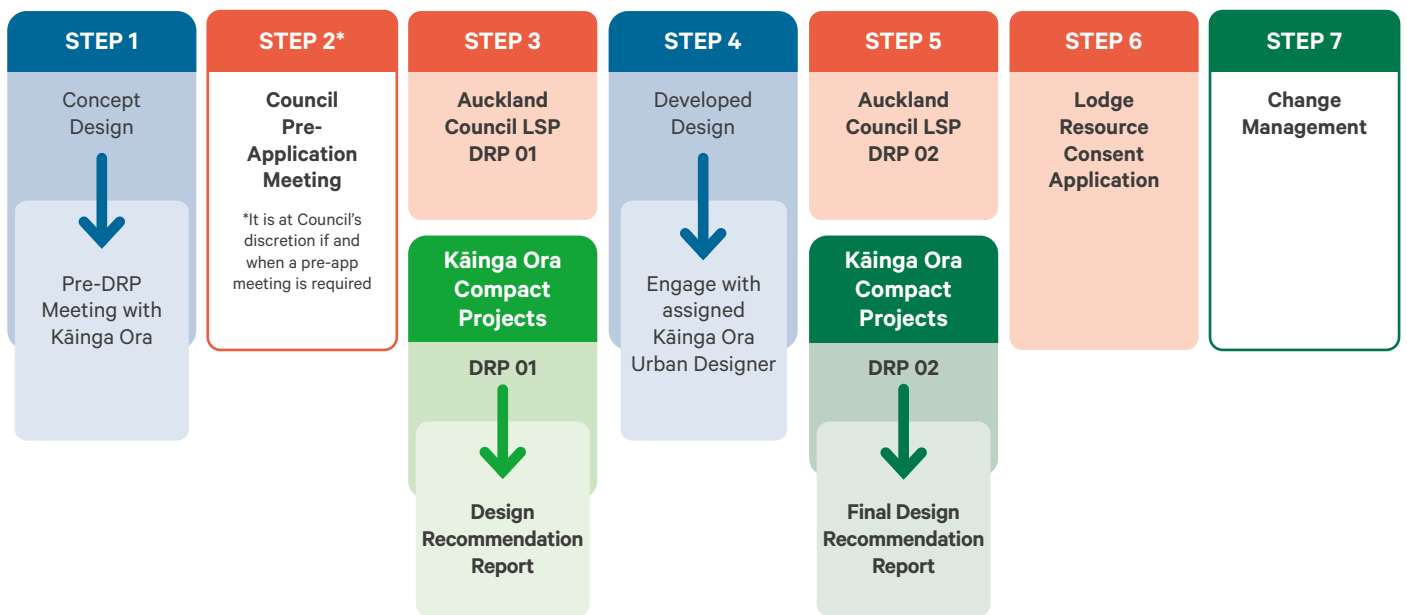 STEP 1
Concept
Design
Pre-DRP
Meeting with
Kāinga Ora
STEP 2*
Council
Pre-
Application
Meeting
*It is at Council’s
discretion if and
when a pre-app
meeting is required
STEP 3
Auckland
Council LSP
DRP 01
Kāinga Ora
Compact
Projects
DRP 01
Design
Recommendation
Report
STEP 4
Developed
Design
Engage with
assigned
Kāinga Ora
Urban Designer
STEP 5
Auckland
Council LSP
DRP 02
Kāinga Ora
Compact
Projects
DRP 02
Final Design
Recommendation
Report
STEP 6
Lodge
Resource
Consent
Application
STEP 7
Change
Management